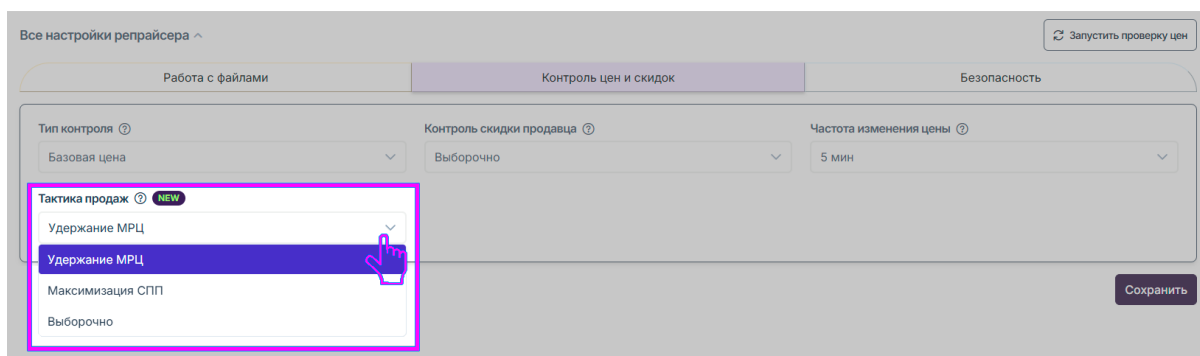 Все настройки репрайсера
Запустить проверку цен
Работа с файлами
Контроль цен и скидок
Безопасность
Тип контроля
Контроль скидки продавца
Частота изменения цены
Базовая цена
Выборочно
5 мин
Тактика продаж NEW
Удержание МРЦ
Удержание МРЦ
Максимизация СПП
Выборочно
Сохранить